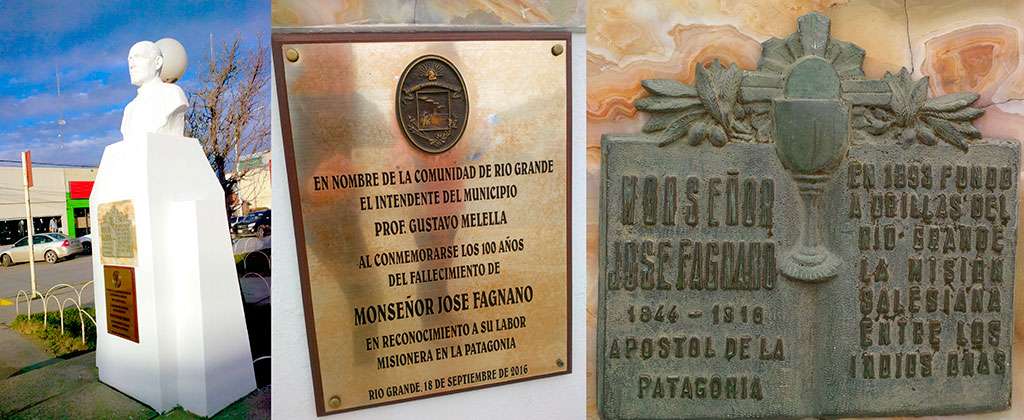 EN NOMBRE DE LA COMUNIDAD DE RIO GRANDE
EL INTENDENTE DEL MUNICIPIO
PROF. GUSTAVO MELELLA
AL CONMEMORARSE LOS 100 AÑOS
DEL FALLECIMIENTO DE
MONSEÑOR JOSE FAGNANO
EN RECONOCIMIENTO A SU LABOR
MISIONERA EN LA PATAGONIA
RIO GRANDE, 18 DE SEPTIEMBRE DE 2016
MONSEÑOR
JOSE FAGNANO
1844 - 1916
APOSTOL DE LA
PATAGONIA
EN 1893 FUNDO
A ORILLAS DEL
RIO GRANDE
LA MISION
SALESIANA
ENTRE LOS
INDIOS ONAS